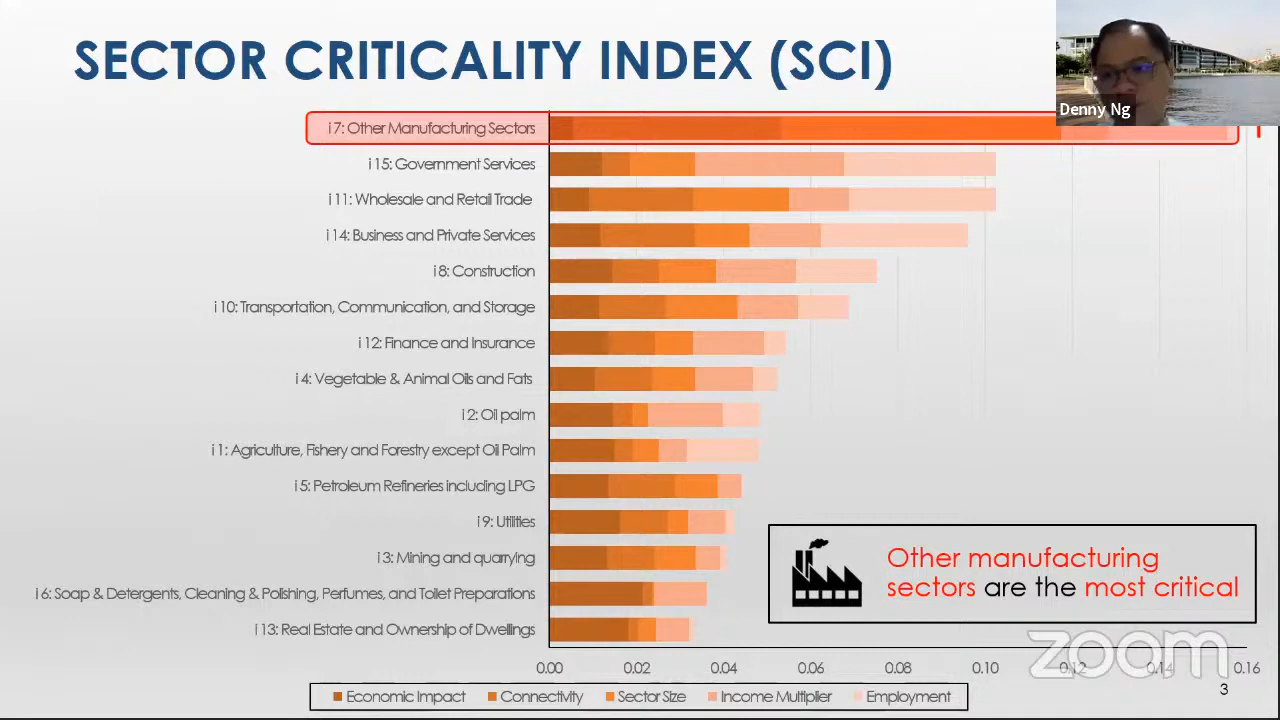 SECTOR CRITICALITY INDEX (SCI)
Denny Ng
i7: Other Manufacturing Sectors
i15: Government Services
i11: Wholesale and Retail Trade
i14: Business and Private Services
i8: Construction
i10: Transportation, Communication, and Storage
i12: Finance and Insurance
i4: Vegetable & Animal Oils and Fats
i2: Oil palm
i1: Agriculture, Fishery and Forestry except Oil Palm
i5: Petroleum Refineries including LPG
i9: Utilities
i3: Mining and quarrying
i6: Soap & Detergents, Cleaning & Polishing, Perfumes, and Toilet Preparations
i13: Real Estate and Ownership of Dwellings
Other manufacturing
sectors are the most critical
zoom
0.00 0.02 0.04 0.06 0.08 0.10 0.12 0.14 0.16
Economic Impact Connectivity Sector Size Income Multiplier Employment
3